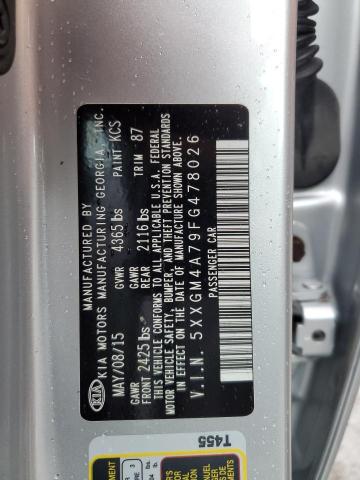 KIA
MANUFACTURED BY
KIA MOTORS MANUFACTURING GEORGIA, INC.
MAY/08/15 GVWR 4365 lbs PAINT KCS
GAWR FRONT 2425 lbs GAWR REAR 2116 lbs TRIM 87
THIS VEHICLE CONFORMS TO ALL APPLICABLE U.S.A. FEDERAL
MOTOR VEHICLE SAFETY, BUMPER AND THEFT PREVENTION STANDARDS
IN EFFECT ON THE DATE OF MANUFACTURE SHOWN ABOVE.
V.I.N. 5XXGM4A79FG478026
PASSENGER CAR
T455